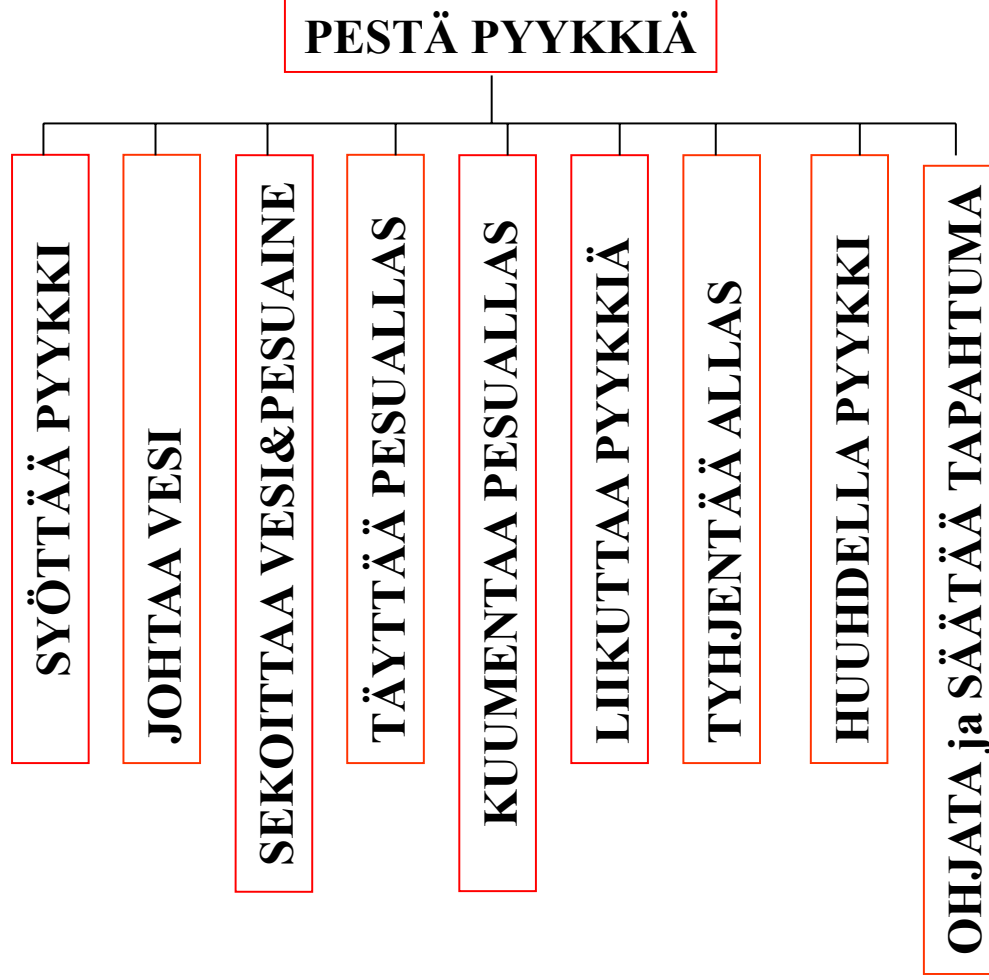 PESTÄ PYYKKIÄ
SYÖTTÄÄ PYYKKI
JOHTAA VESI
SEKOITTAA VESI&PESUAINE
TÄYTTÄÄ PESUALLAS
KUUMENTAA PESUALLAS
LIIKUTTAA PYYKKIÄ
TYHJENTÄÄ ALLAS
HUUHDELLA PYYKKI
OHJATA ja SÄÄTÄÄ TAPAHTUMA